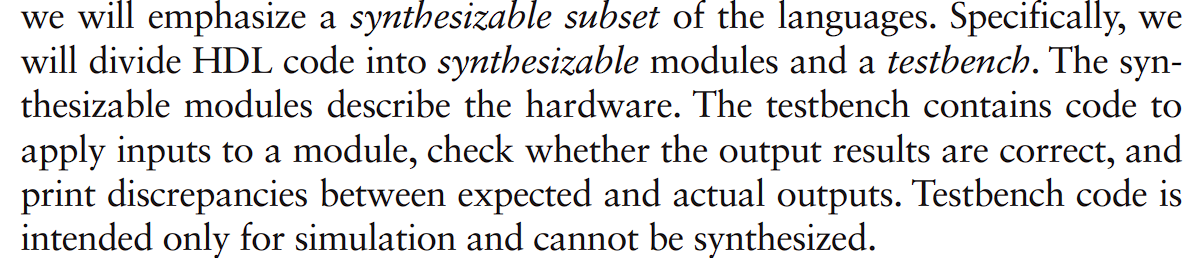 we will emphasize a synthesizable subset of the languages. Specifically, we
will divide HDL code into synthesizable modules and a testbench. The syn-
thesizable modules describe the hardware. The testbench contains code to
apply inputs to a module, check whether the output results are correct, and
print discrepancies between expected and actual outputs. Testbench code is
intended only for simulation and cannot be synthesized.